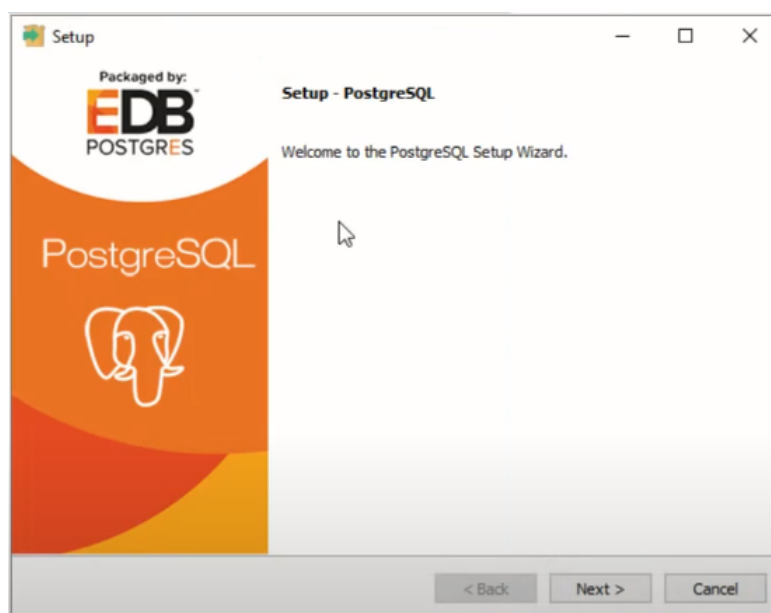 Setup
Packaged by:
EDB
POSTGRES
PostgreSQL
Setup - PostgreSQL
Welcome to the PostgreSQL Setup Wizard.
< Back
Next >
Cancel